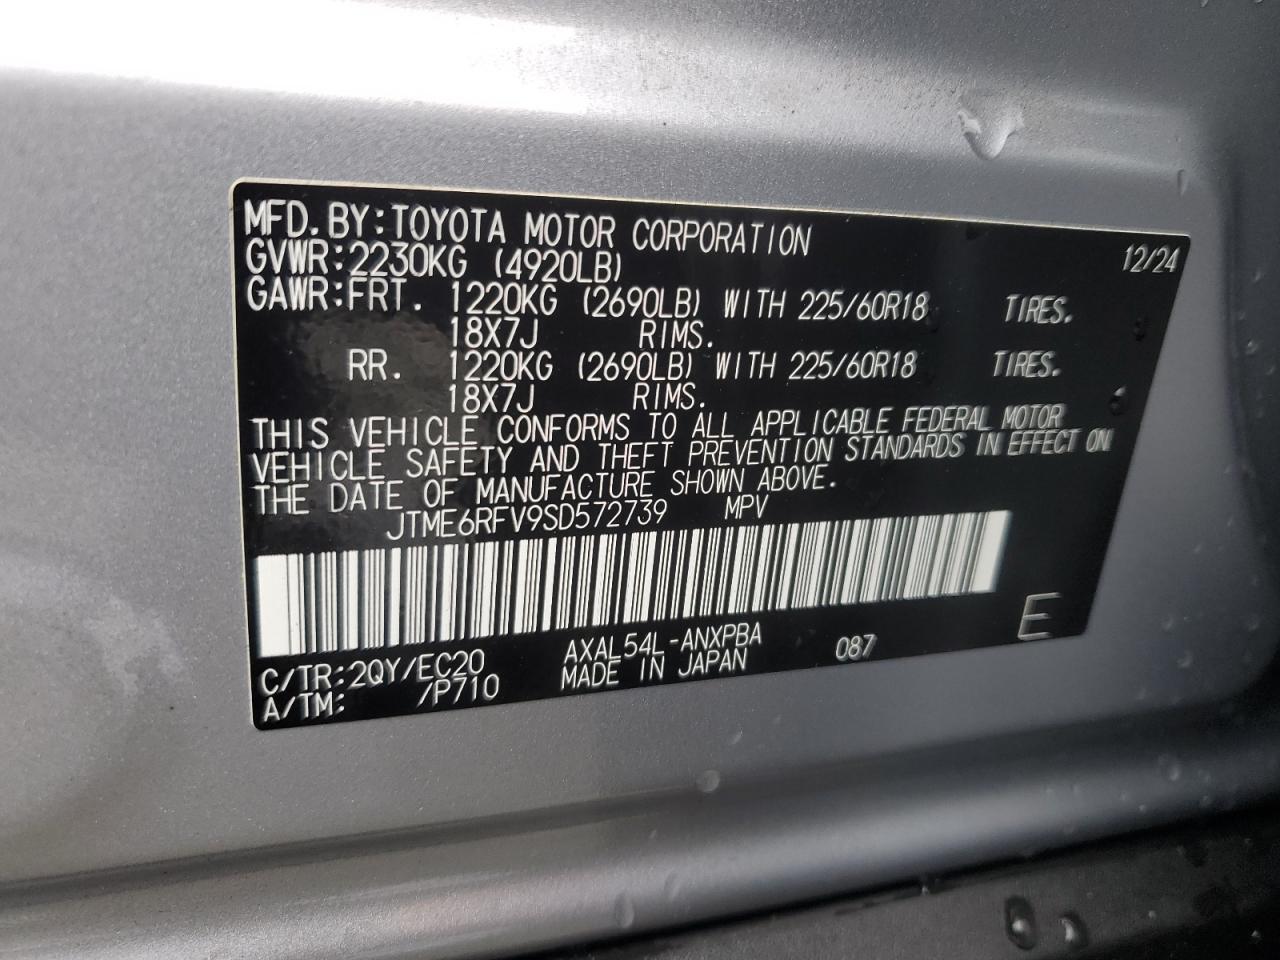 MFD. BY: TOYOTA MOTOR CORPORATION 12/24
GVWR: 2230KG (4920LB)
GAWR: FRT. 1220KG (2690LB) WITH 225/60R18 TIRES.
18X7J RIMS.
RR. 1220KG (2690LB) WITH 225/60R18 TIRES.
18X7J RIMS.
THIS VEHICLE CONFORMS TO ALL APPLICABLE FEDERAL MOTOR
VEHICLE SAFETY AND THEFT PREVENTION STANDARDS IN EFFECT ON
THE DATE OF MANUFACTURE SHOWN ABOVE.
JTME6RFV9SD572739 MPV
E
C/TR: 2QY/EC20 AXAL54L-ANXPBA 087
A/TM: /P710 MADE IN JAPAN